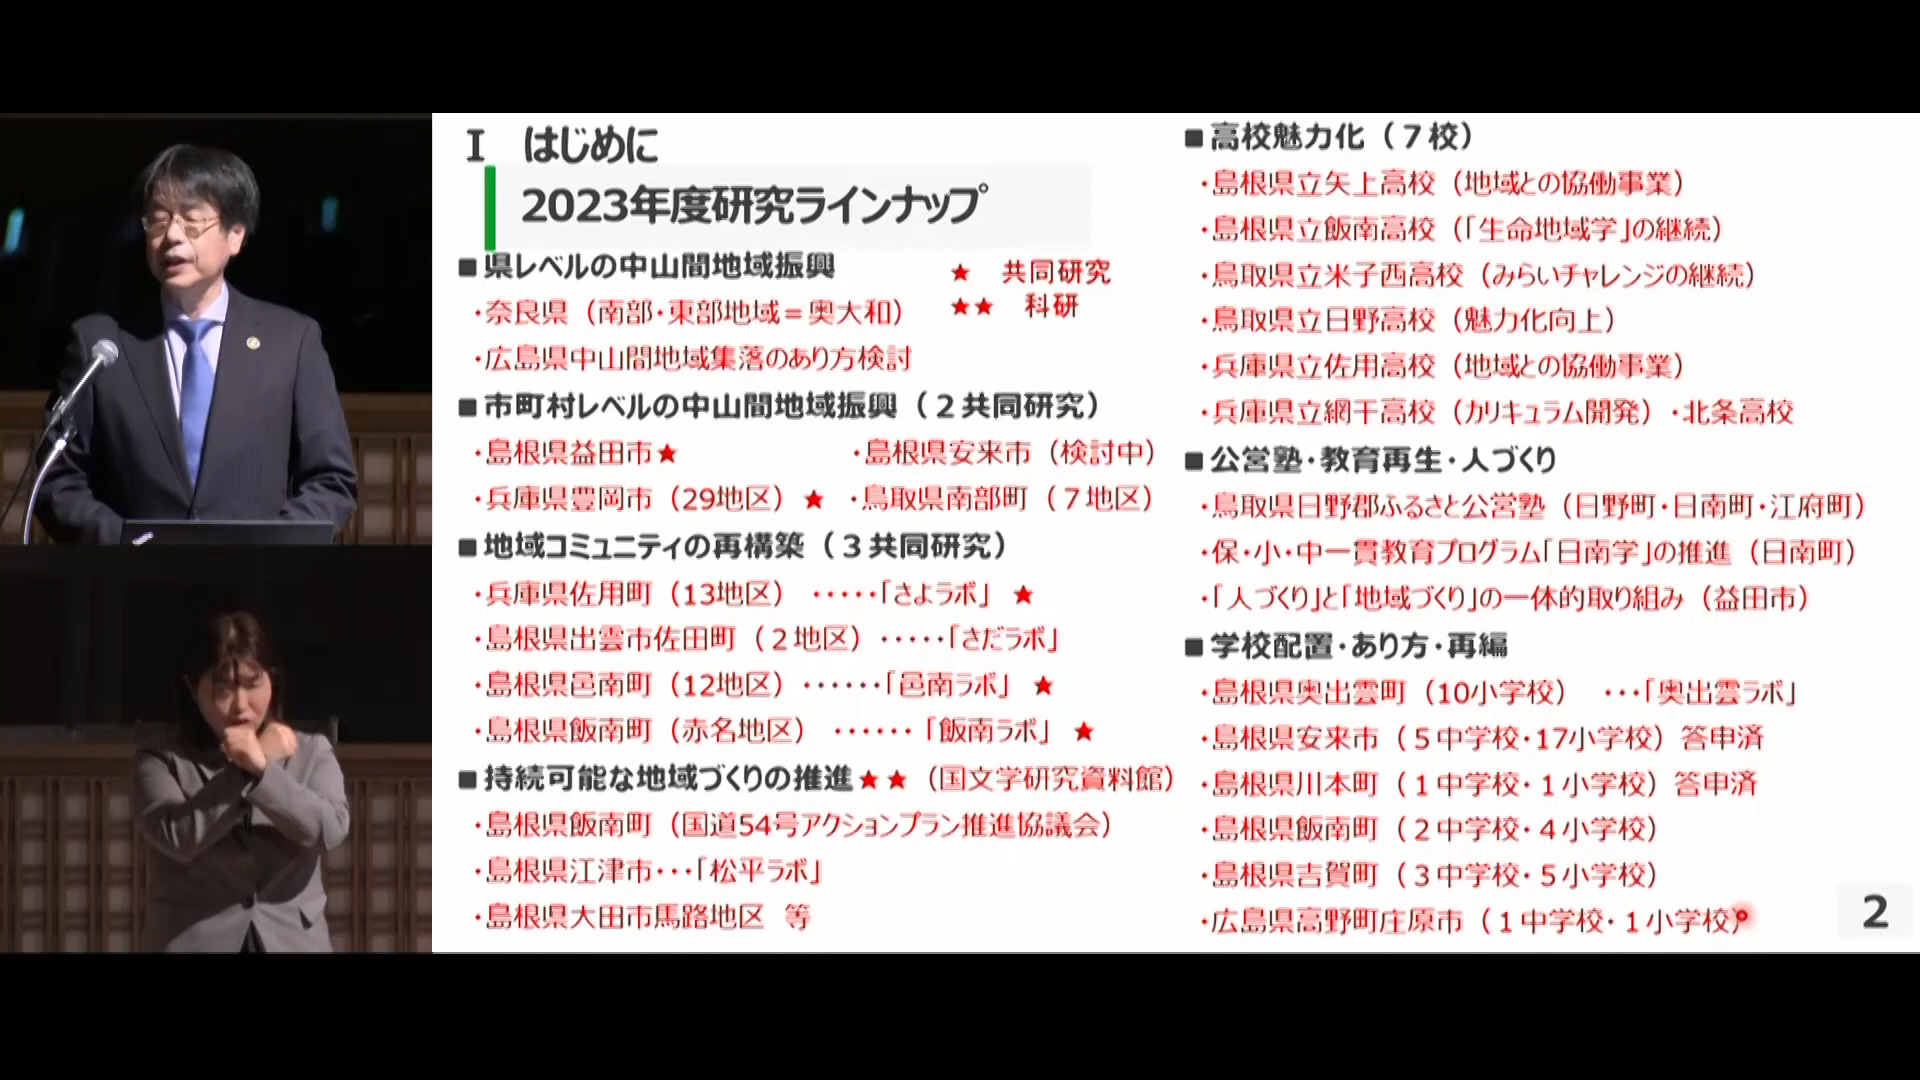 Ⅰ はじめに
2023年度研究ラインナップ
■県レベルの中山間地域振興
★ 共同研究
★★ 科研
・奈良県（南部・東部地域＝奥大和）
・広島県中山間地域集落のあり方検討
■市町村レベルの中山間地域振興（２共同研究）
・島根県益田市★ ・島根県安来市（検討中）
・兵庫県豊岡市（29地区）★ ・鳥取県南部町（７地区）
■地域コミュニティの再構築（３共同研究）
・兵庫県佐用町（13地区）・・・・・「さよラボ」 ★
・島根県出雲市佐田町（２地区）・・・・・「さだラボ」
・島根県邑南町（12地区）・・・・・・「邑南ラボ」 ★
・島根県飯南町（赤名地区）・・・・・・「飯南ラボ」 ★
■持続可能な地域づくりの推進★★（国文学研究資料館）
・島根県飯南町（国道54号アクションプラン推進協議会）
・島根県江津市・・・「松平ラボ」
・島根県大田市馬路地区 等
■高校魅力化（７校）
・島根県立矢上高校（地域との協働事業）
・島根県立飯南高校（「生命地域学」の継続）
・鳥取県立米子西高校（みらいチャレンジの継続）
・鳥取県立日野高校（魅力化向上）
・兵庫県立佐用高校（地域との協働事業）
・兵庫県立網干高校（カリキュラム開発）・北条高校
■公営塾・教育再生・人づくり
・鳥取県日野郡ふるさと公営塾（日野町・日南町・江府町）
・保・小・中一貫教育プログラム「日南学」の推進（日南町）
・「人づくり」と「地域づくり」の一体的取り組み（益田市）
■学校配置・あり方・再編
・島根県奥出雲町（10小学校） ・・・「奥出雲ラボ」
・島根県安来市（５中学校・17小学校）答申済
・島根県川本町（１中学校・１小学校）答申済
・島根県飯南町（２中学校・４小学校）
・島根県吉賀町（３中学校・５小学校）
・広島県高野町庄原市（１中学校・１小学校）
2